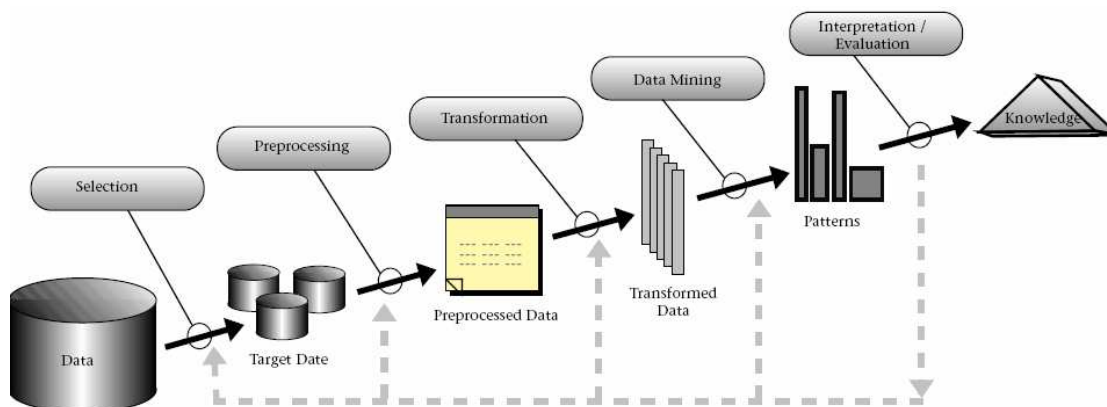 Interpretation /
Evaluation
Data Mining
Transformation
Preprocessing
Selection
Knowledge
Patterns
Transformed
Data
Preprocessed Data
Target Date
Data